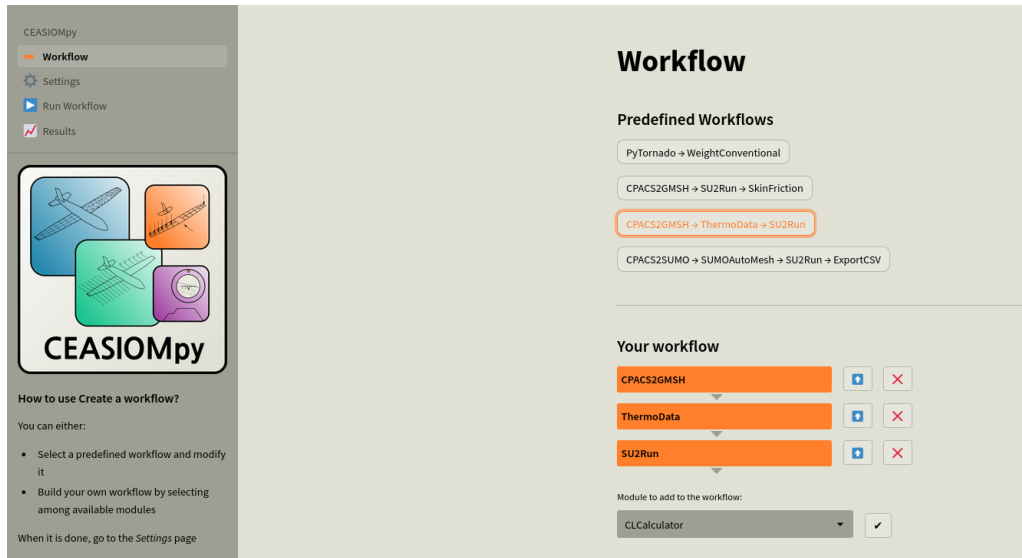 CEASIOMpy
Workflow
Settings
Run Workflow
Results
CEASIOMpy
How to use Create a workflow?
You can either:
• Select a predefined workflow and modify
it
• Build your own workflow by selecting
among available modules
When it is done, go to the Settings page
Workflow
Predefined Workflows
PyTornado → WeightConventional
CPACS2GMSH → SU2Run → SkinFriction
CPACS2GMSH → ThermoData → SU2Run
CPACS2SUMO → SUMOAutoMesh → SU2Run → ExportCSV
Your workflow
CPACS2GMSH
ThermoData
SU2Run
Module to add to the workflow:
CLCalculator